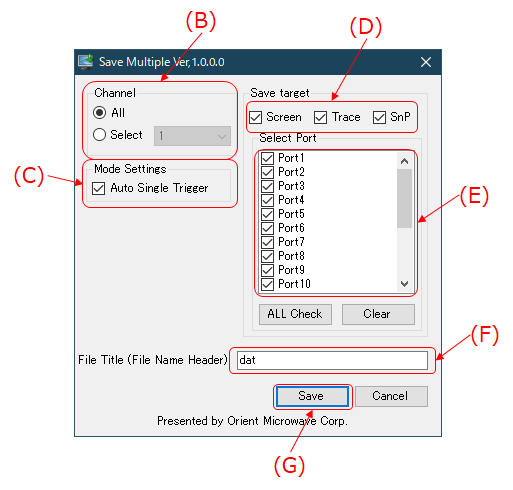 (B)
(D)
Save Multiple Ver,1.0.0.0
Channel
All
Select 1
Save target
Screen Trace SnP
Select Port
(C)
Mode Settings
Auto Single Trigger
Port1
Port2
Port3
Port4
Port5
Port6
Port7
Port8
Port9
Port10
(E)
ALL Check Clear
(F)
File Title (File Name Header) dat
Save Cancel
Presented by Orient Microwave Corp.
(G)